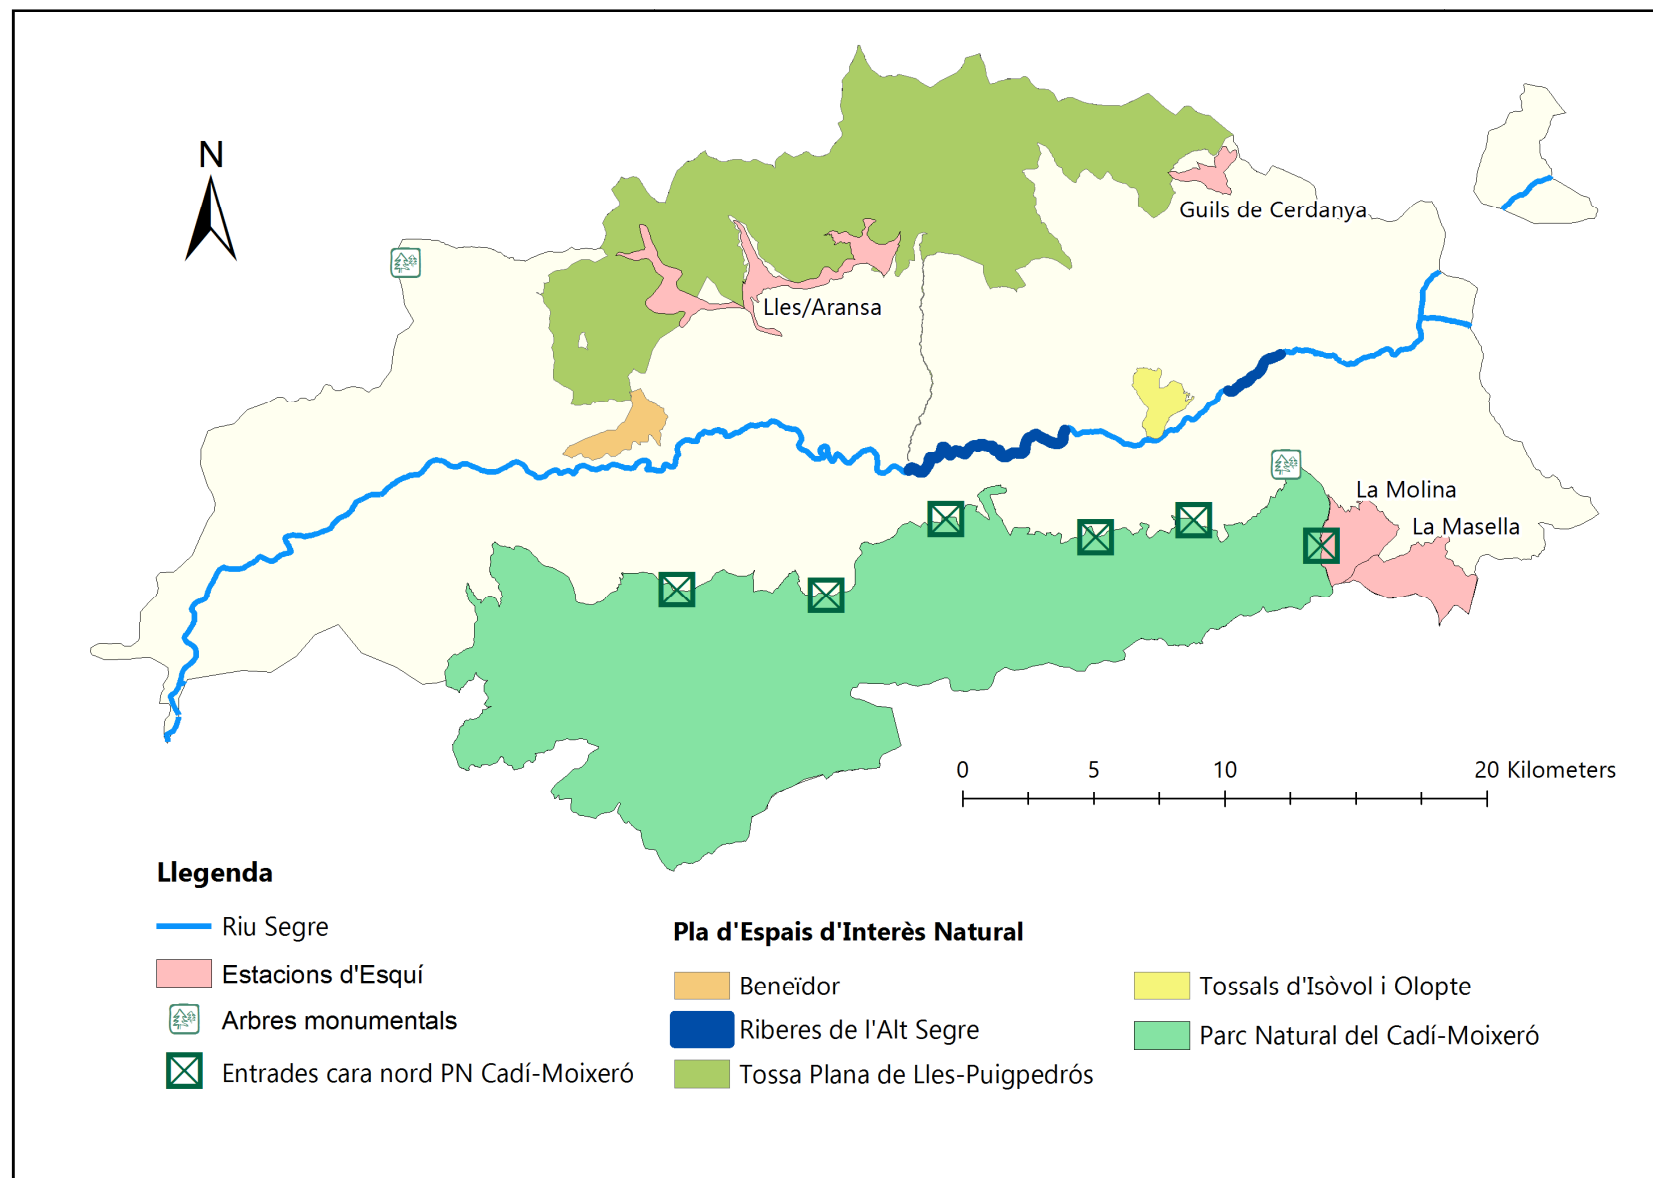 N
Guils de Cerdanya
Lles/Aransa
La Molina
La Masella
0 5 10 20 Kilometers
Llegenda
Riu Segre
Estacions d'Esquí
Arbres monumentals
Entrades cara nord PN Cadí-Moixeró
Pla d'Espais d'Interès Natural
Beneïdor
Riberes de l'Alt Segre
Tossa Plana de Lles-Puigpedrós
Tossals d'Isòvol i Olopte
Parc Natural del Cadí-Moixeró